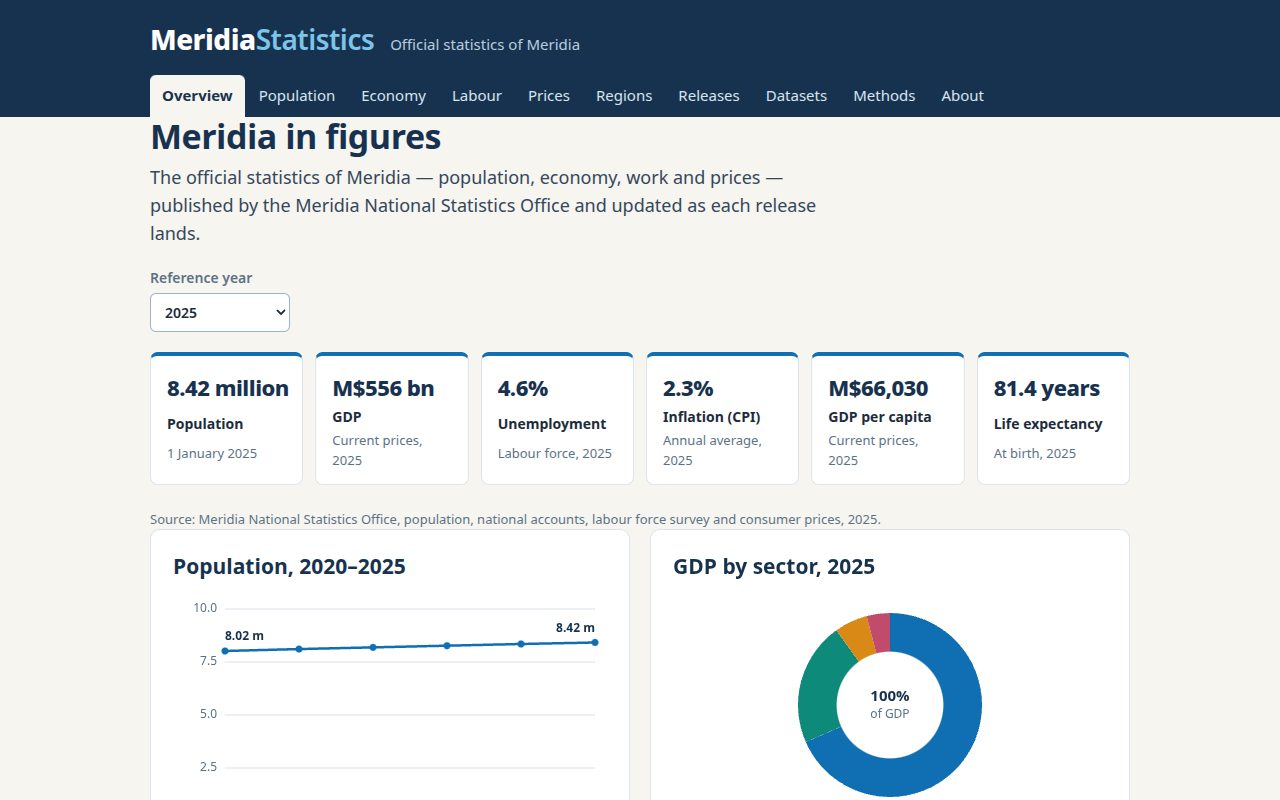 MeridiaStatistics Official statistics of Meridia
Overview Population Economy Labour Prices Regions Releases Datasets Methods About
Meridia in figures
The official statistics of Meridia — population, economy, work and prices —
published by the Meridia National Statistics Office and updated as each release
lands.
Reference year
2025
8.42 million
Population
1 January 2025
M$556 bn
GDP
Current prices,
2025
4.6%
Unemployment
Labour force, 2025
2.3%
Inflation (CPI)
Annual average,
2025
M$66,030
GDP per capita
Current prices,
2025
81.4 years
Life expectancy
At birth, 2025
Source: Meridia National Statistics Office, population, national accounts, labour force survey and consumer prices, 2025.
Population, 2020–2025
10.0
8.02 m
8.42 m
7.5
5.0
2.5
GDP by sector, 2025
100%
of GDP